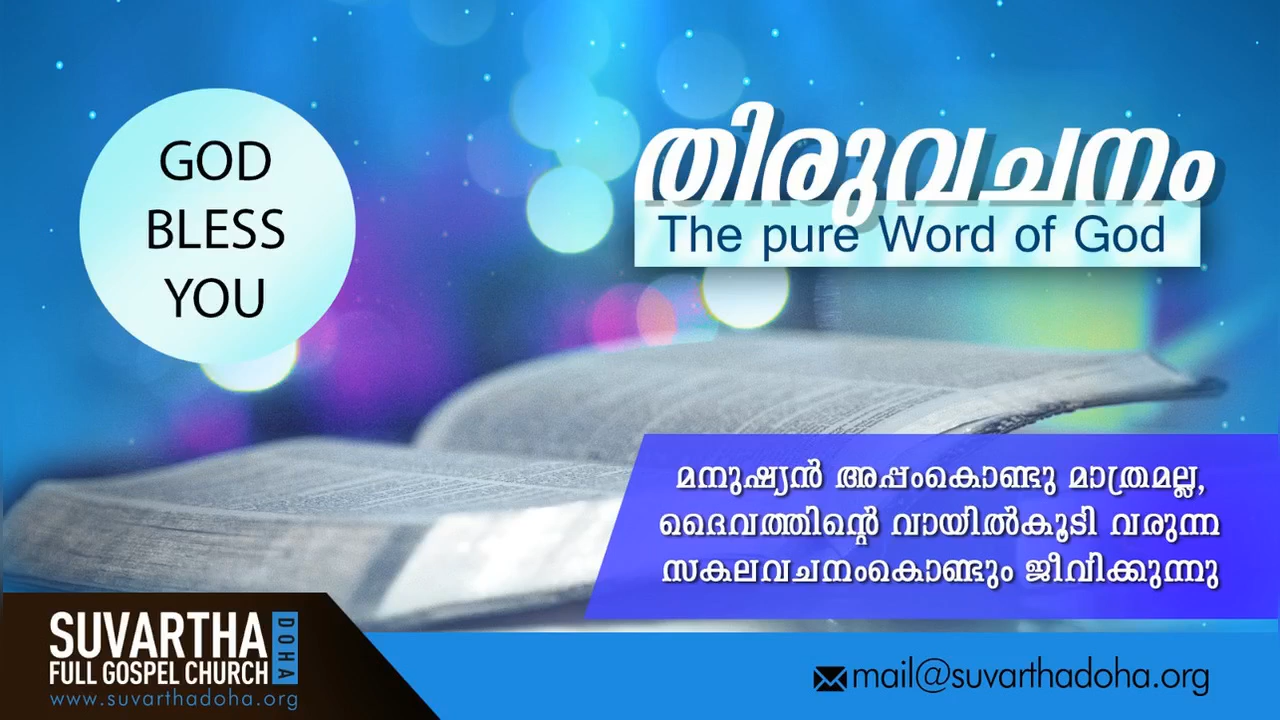 GOD
BLESS
YOU
തിരുവചനം
The pure Word of God
മനുഷ്യൻ അപ്പംകൊണ്ടു മാത്രമല്ല,
ദൈവത്തിന്റെ വായിൽകൂടി വരുന്ന
സകലവചനംകൊണ്ടും ജീവിക്കുന്നു
SUVARTHA DOHA
FULL GOSPEL CHURCH
www.suvarthadoha.org
mail@suvarthadoha.org